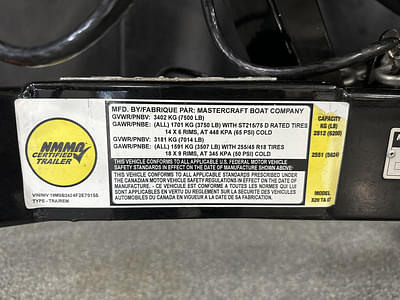 MFD. BY/FABRIQUE PAR: MASTERCRAFT BOAT COMPANY
GVWR/PNBV: 3402 KG (7500 LB)
GAWR/PNBE: (ALL) 1701 KG (3750 LB) WITH ST215/75 D RATED TIRES
14 X 6 RIMS, AT 448 KPA (65 PSI) COLD
GVWR/PNBV: 3181 KG (7014 LB)
GAWR/PNBE: (ALL) 1591 KG (3507 LB) WITH 255/45 R18 TIRES
18 X 9 RIMS, AT 345 KPA (50 PSI) COLD
THIS VEHICLE CONFORMS TO ALL APPLICABLE U.S. FEDERAL MOTOR VEHICLE
SAFETY STANDARDS IN EFFECT ON THE DATE OF MANUFACTURE SHOWN ABOVE.
THIS VEHICLE CONFORMS TO ALL APPLICABLE STANDARDS PRESCRIBED UNDER
THE CANADIAN MOTOR VEHICLE SAFETY REGULATIONS IN EFFECT ON THE DATE OF
MANUFACTURE. / CE VEHICULE EST CONFORME A TOUTES LES NORMES QUI LUI
SONT APPLICABLES EN VERTU DU REGLEMENT SUR LA SECURITE DES VEHICULES
AUTOMOBILES DU CANADA EN VIGUEUR A LA DATE DE SA FABRICATION.
NMMA
CERTIFIED
TRAILER
TYPE - TRA/REM
CAPACITY
KG (LB)
2812 (6200)
2551 (5624)
MODEL